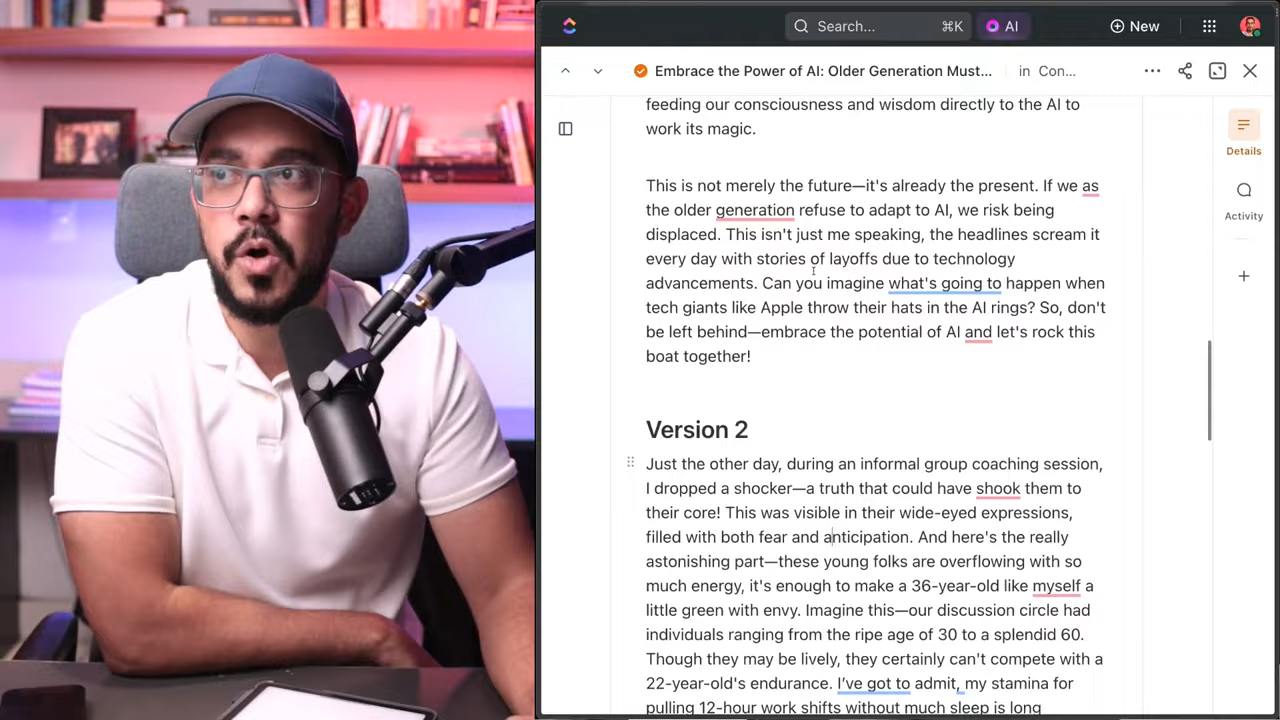 Search...
⌘K
AI
New
Embrace the Power of AI: Older Generation Must...
in Con...
feeding our consciousness and wisdom directly to the AI to
work its magic.
This is not merely the future—it's already the present. If we as
the older generation refuse to adapt to AI, we risk being
displaced. This isn't just me speaking, the headlines scream it
every day with stories of layoffs due to technology
advancements. Can you imagine what's going to happen when
tech giants like Apple throw their hats in the AI rings? So, don't
be left behind—embrace the potential of AI and let's rock this
boat together!
Version 2
Just the other day, during an informal group coaching session,
I dropped a shocker—a truth that could have shook them to
their core! This was visible in their wide-eyed expressions,
filled with both fear and anticipation. And here's the really
astonishing part—these young folks are overflowing with so
much energy, it's enough to make a 36-year-old like myself a
little green with envy. Imagine this—our discussion circle had
individuals ranging from the ripe age of 30 to a splendid 60.
Though they may be lively, they certainly can't compete with a
22-year-old's endurance. I've got to admit, my stamina for
pulling 12-hour work shifts without much sleep is long
Details
Activity